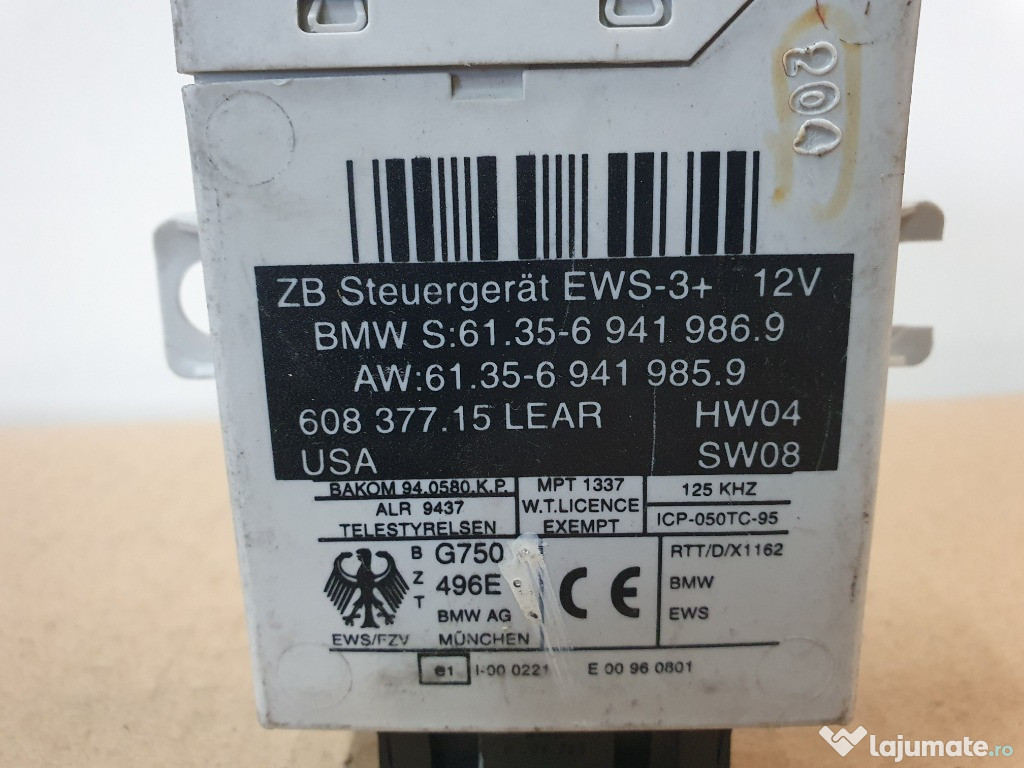 200
ZB Steuergerät EWS-3+ 12V
BMW S:61.35-6 941 986.9
AW:61.35-6 941 985.9
608 377.15 LEAR HW04
USA SW08
BAKOM 94.0580.K.P. MPT 1337 125 KHZ
ALR 9437 W.T.LICENCE ICP-050TC-95
TELESTYRELSEN EXEMPT
B G750 CE RTT/D/X1162
Z 496E BMW
T BMW AG EWS
EWS/FZV MÜNCHEN
e1 I-00 0221 E 00 96 0801
lajumate.ro